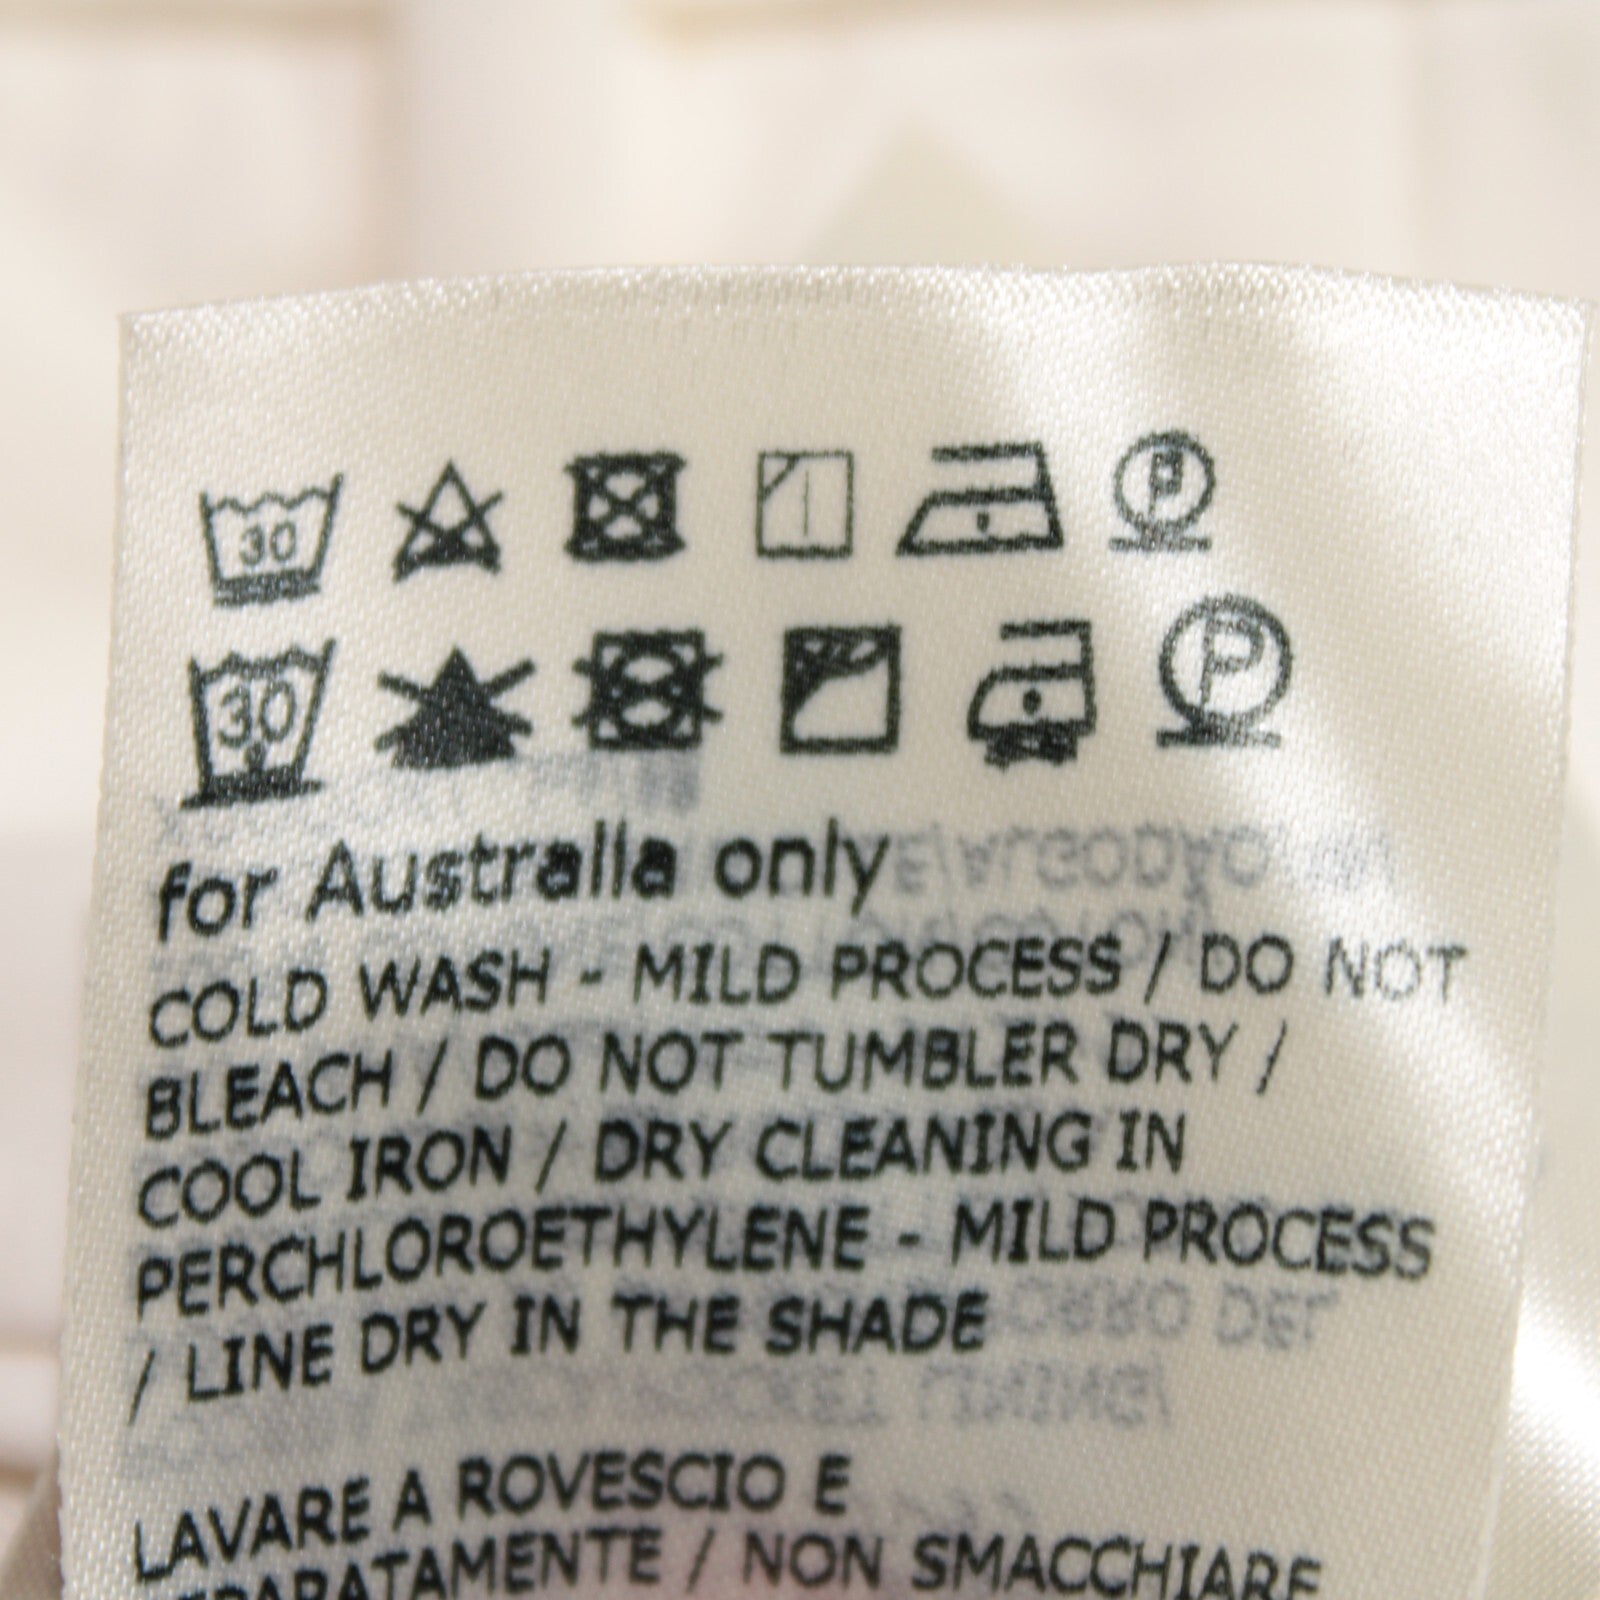 30
P
30
P
for Australia only
COLD WASH - MILD PROCESS / DO NOT
BLEACH / DO NOT TUMBLER DRY /
COOL IRON / DRY CLEANING IN
PERCHLOROETHYLENE - MILD PROCESS
/ LINE DRY IN THE SHADE
LAVARE A ROVESCIO E
SEPARATAMENTE / NON SMACCHIARE